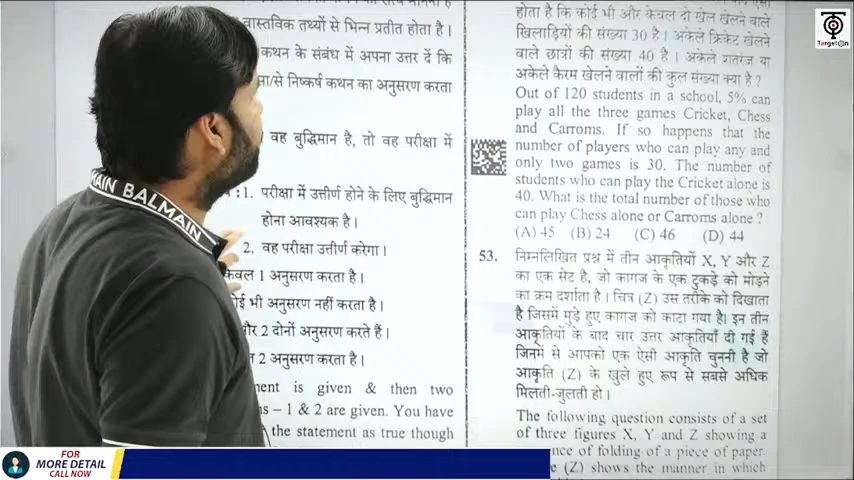 वास्तविक तथ्यों से भिन्न प्रतीत होता है ।
कथन के संबंध में अपना उत्तर दें कि
निष्कर्ष कथन का अनुसरण करता
वह बुद्धिमान है, तो वह परीक्षा में
: 1. परीक्षा में उत्तीर्ण होने के लिए बुद्धिमान
होना आवश्यक है ।
2. वह परीक्षा उत्तीर्ण करेगा ।
केवल 1 अनुसरण करता है ।
भी अनुसरण नहीं करता है ।
और 2 दोनों अनुसरण करते हैं ।
2 अनुसरण करता है ।
is given & then two
– 1 & 2 are given. You have
the statement as true though
होता है कि कोई भी और केवल दो खेल खेलने वाले
खिलाड़ियों की संख्या 30 है । अकेले क्रिकेट खेलने
वाले छात्रों की संख्या 40 है । अकेले शतरंज या
अकेले कैरम खेलने वालों की कुल संख्या क्या है ?
Out of 120 students in a school, 5% can
play all the three games Cricket, Chess
and Carroms. If so happens that the
number of players who can play any and
only two games is 30. The number of
students who can play the Cricket alone is
40. What is the total number of those who
can play Chess alone or Carroms alone ?
(A) 45 (B) 24 (C) 46 (D) 44
53. निम्नलिखित प्रश्न में तीन आकृतियों X, Y और Z
का एक सेट है, जो कागज के एक टुकड़े को मोड़ने
का क्रम दर्शाता है । चित्र (Z) उस तरीके को दिखाता
है जिसमें मुड़े हुए कागज को काटा गया है। इन तीन
आकृतियों के बाद चार उत्तर आकृतियाँ दी गई हैं
जिनमें से आपको एक ऐसी आकृति चुननी है जो
आकृति (Z) के खुले हुए रूप से सबसे अधिक
मिलती-जुलती हो ।
The following question consists of a set
of three figures X, Y and Z showing a
of folding of a piece of paper.
(Z) shows the manner in which
MAIN BALMAIN
TargetOn
FOR
MORE DETAIL
CALL NOW